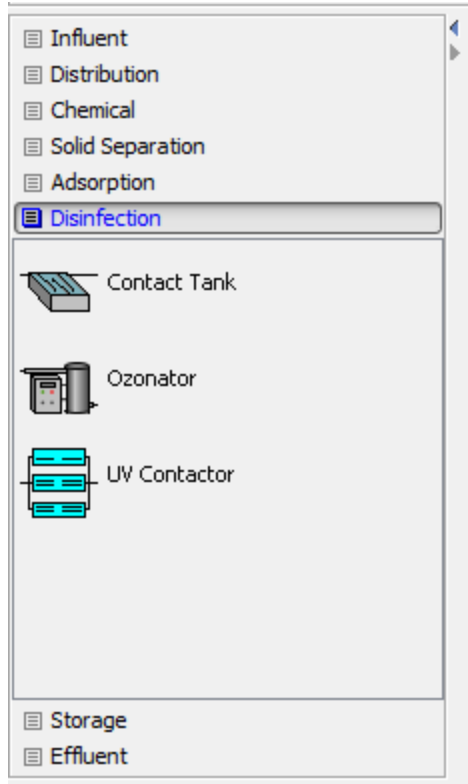 Influent
Distribution
Chemical
Solid Separation
Adsorption
Disinfection
Contact Tank
Ozonator
UV Contactor
Storage
Effluent